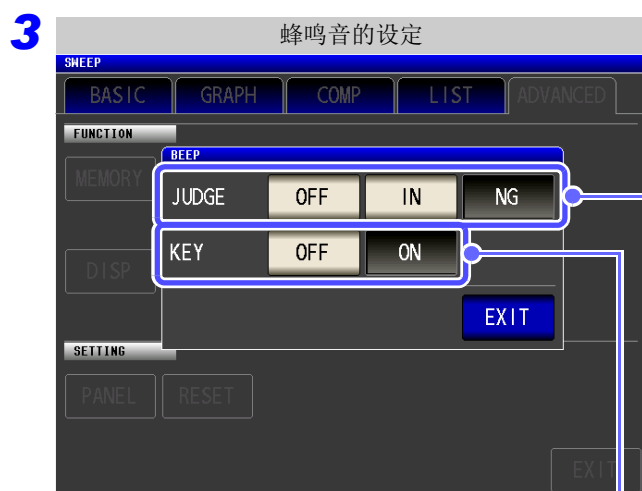 3
蜂鸣音的设定
SWEEP
BASIC GRAPH COMP LIST ADVANCED
FUNCTION
BEEP
MEMORY
JUDGE OFF IN NG
KEY OFF ON
DISP
EXIT
SETTING
PANEL RESET
EXIT